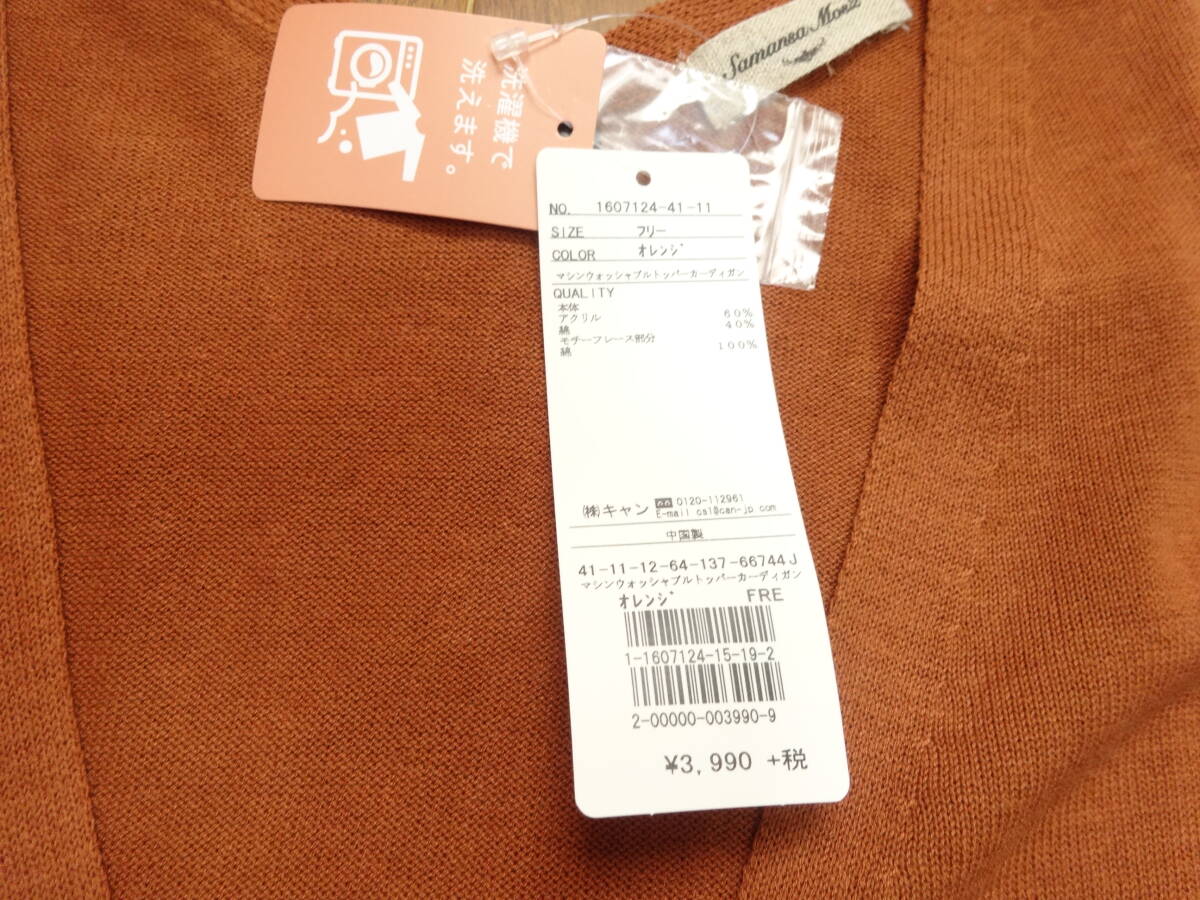 洗濯機で
洗えます。
Samansa Mos2
NO. 1607124-41-11
SIZE フリー
COLOR オレンジ
マシンウォッシャブルトッパーカーディガン
QUALITY
本体
アクリル 60%
綿 40%
モチーフレース部分
綿 100%
㈱キャン 0120-112961
E-mail cs1@can-jp com
中国製
41-11-12-64-137-66744J
マシンウォッシャブルトッパーカーディガン
オレンジ FRE
1-1607124-15-19-2
2-00000-003990-9
¥3,990 +税